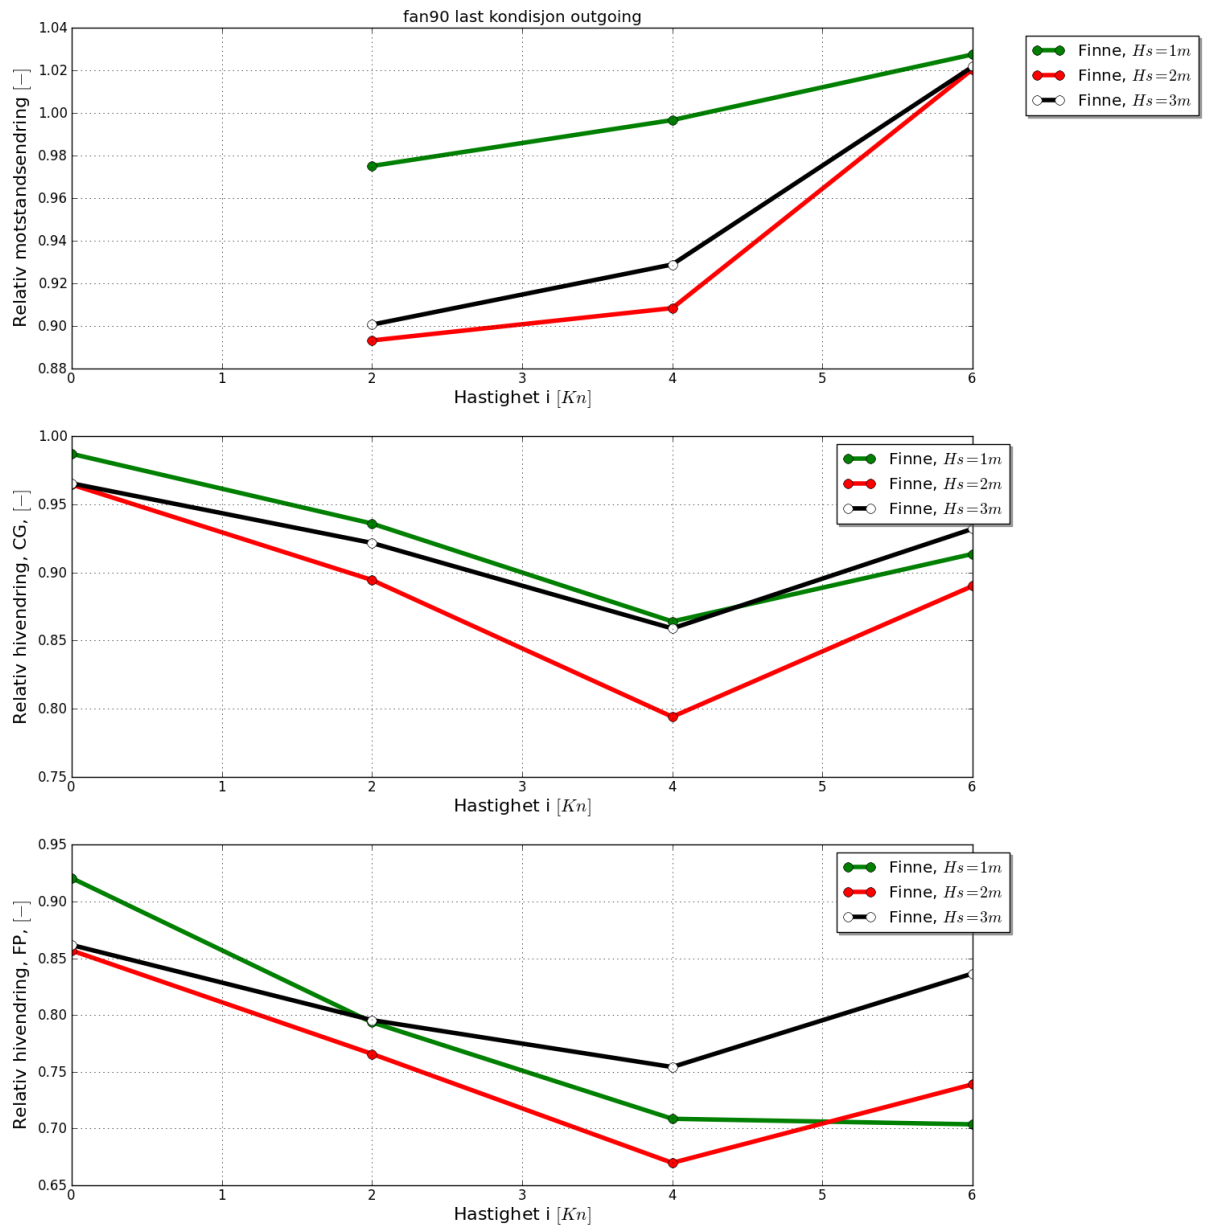 fan90 last kondisjon outgoing
Relativ motstandsendring [−]
1.04
1.02
1.00
0.98
0.96
0.94
0.92
0.90
0.88
0 1 2 3 4 5 6
Hastighet i [Kn]
Finne, Hs=1m
Finne, Hs=2m
Finne, Hs=3m
Relativ hivendring, CG, [−]
1.00
0.95
0.90
0.85
0.80
0.75
0 1 2 3 4 5 6
Hastighet i [Kn]
Finne, Hs=1m
Finne, Hs=2m
Finne, Hs=3m
Relativ hivendring, FP, [−]
0.95
0.90
0.85
0.80
0.75
0.70
0.65
0 1 2 3 4 5 6
Hastighet i [Kn]
Finne, Hs=1m
Finne, Hs=2m
Finne, Hs=3m